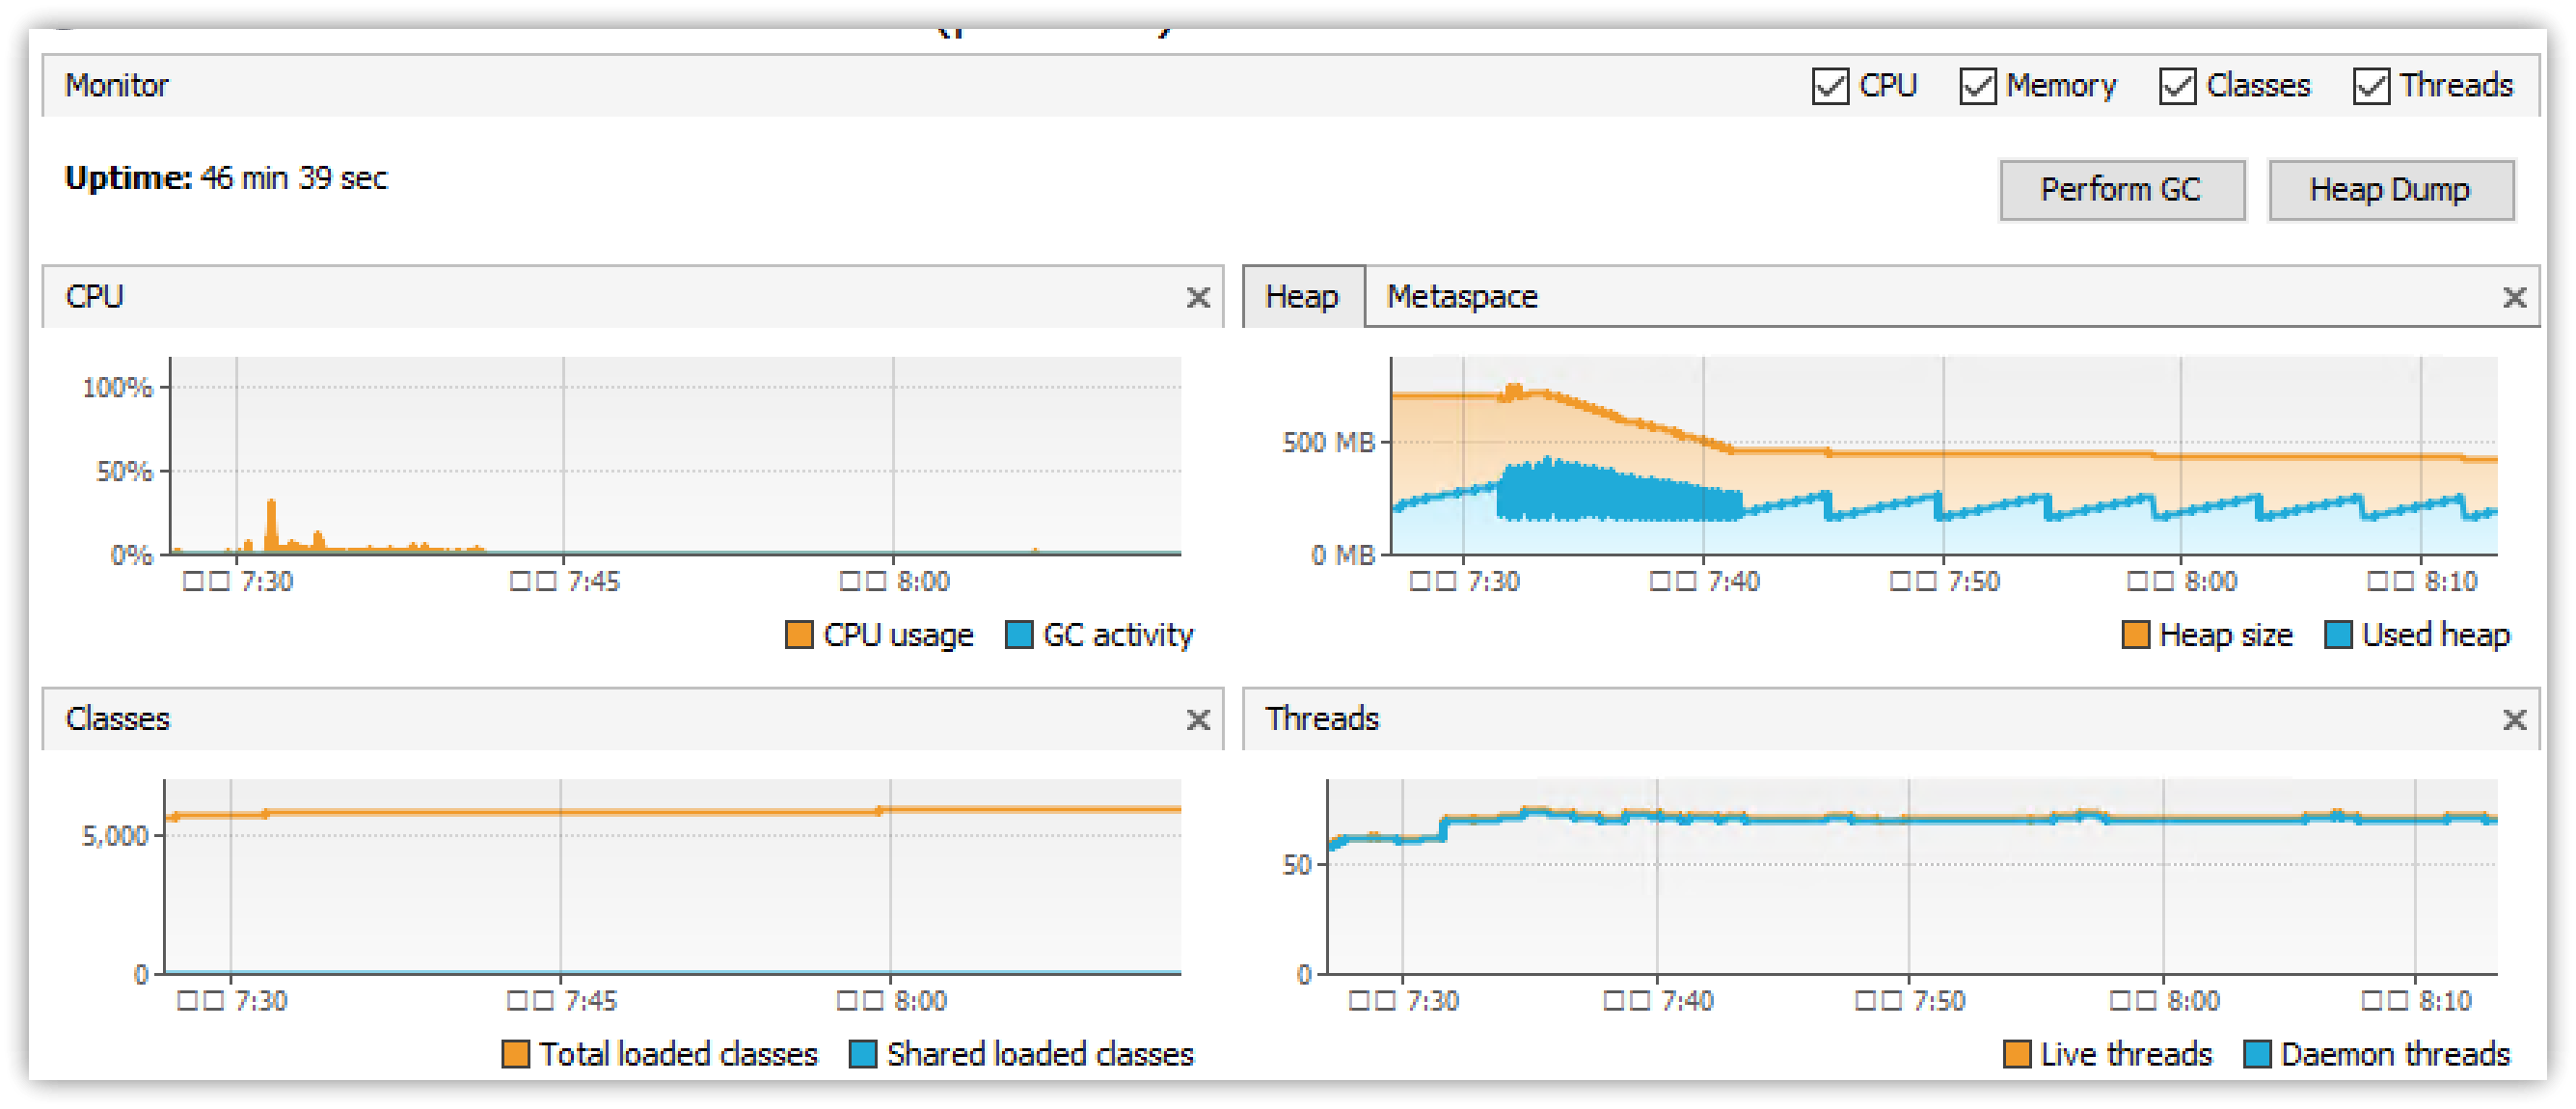 Monitor CPU Memory Classes Threads
Uptime: 46 min 39 sec
Perform GC Heap Dump
CPU
100%
50%
0%
7:30 7:45 8:00
CPU usage GC activity
Heap Metaspace
500 MB
0 MB
7:30 7:40 7:50 8:00 8:10
Heap size Used heap
Classes
5,000
0
7:30 7:45 8:00
Total loaded classes Shared loaded classes
Threads
50
0
7:30 7:40 7:50 8:00 8:10
Live threads Daemon threads